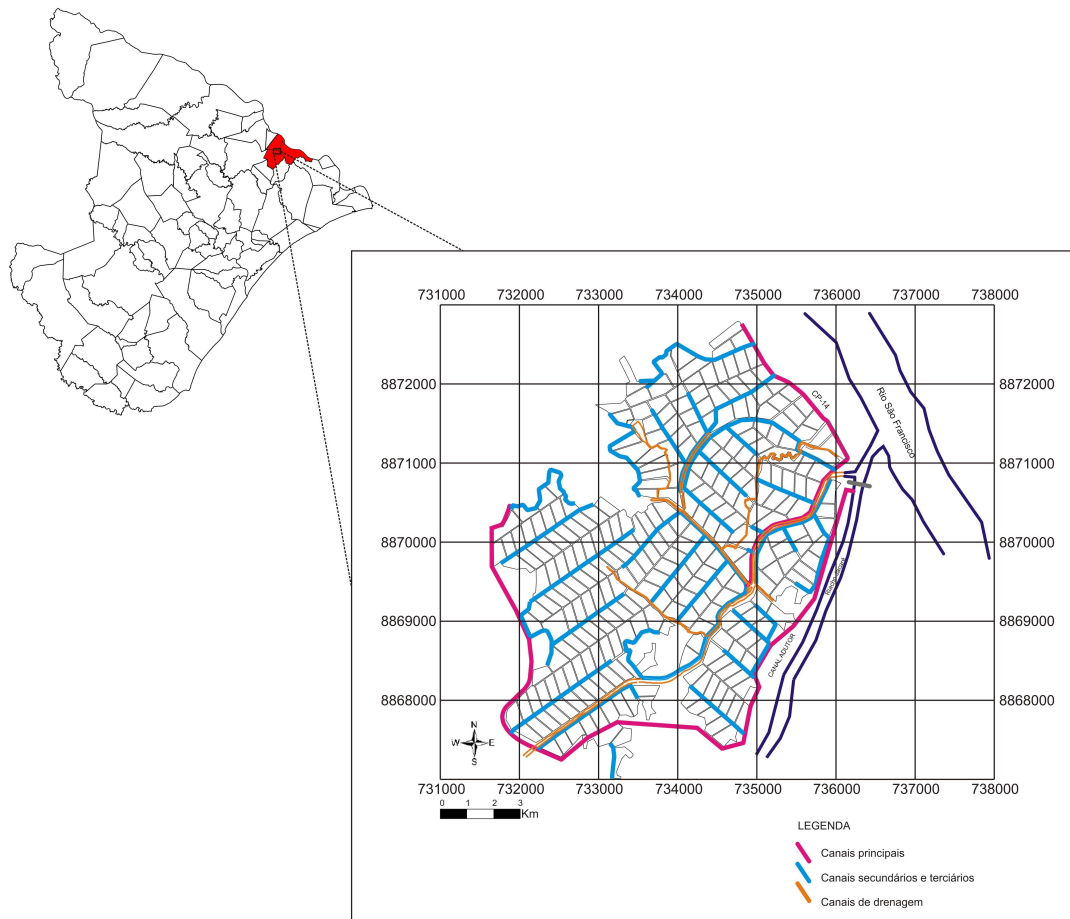 731000 732000 733000 734000 735000 736000 737000 738000
8872000 8872000
CP-14
Rio São Francisco
8871000 8871000
8870000 8870000
8869000 8869000
CANAL ADUTOR
8868000 8868000
N
W E
S
731000 732000 733000 734000 735000 736000 737000 738000
0 1 2 3
Km
LEGENDA
Canais principais
Canais secundários e terciários
Canais de drenagem